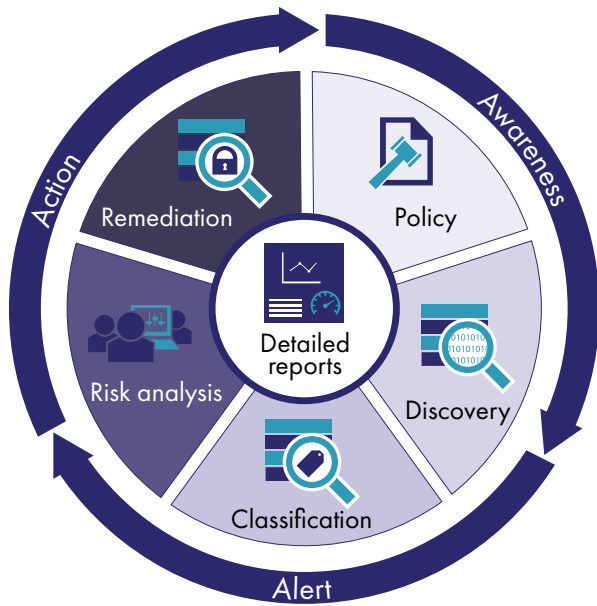 Awareness
Action
Remediation
Policy
Detailed
reports
Risk analysis
Discovery
Classification
Alert